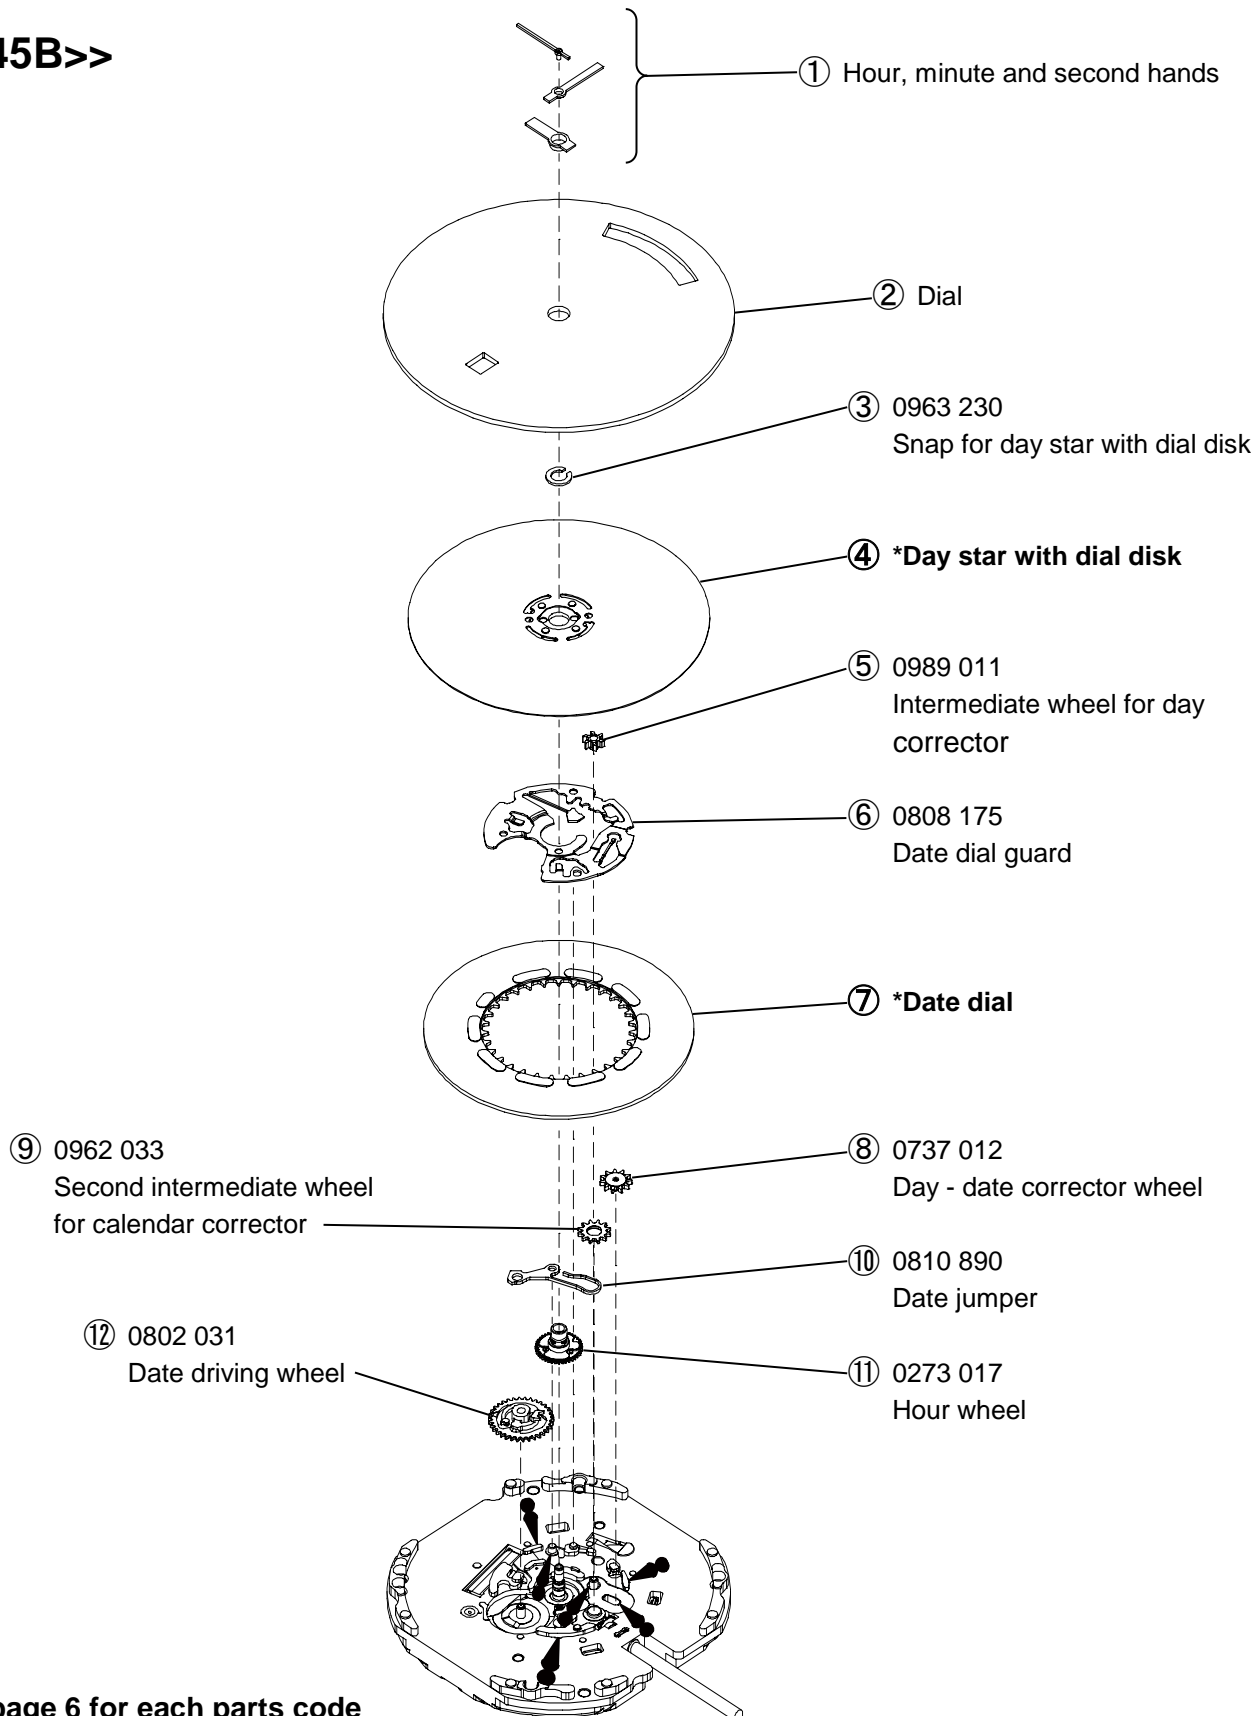 45B>>
① Hour, minute and second hands
② Dial
③ 0963 230
Snap for day star with dial disk
④ *Day star with dial disk
⑤ 0989 011
Intermediate wheel for day
corrector
⑥ 0808 175
Date dial guard
⑦ *Date dial
⑨ 0962 033
Second intermediate wheel
for calendar corrector
⑧ 0737 012
Day - date corrector wheel
⑩ 0810 890
Date jumper
⑫ 0802 031
Date driving wheel
⑪ 0273 017
Hour wheel
page 6 for each parts code